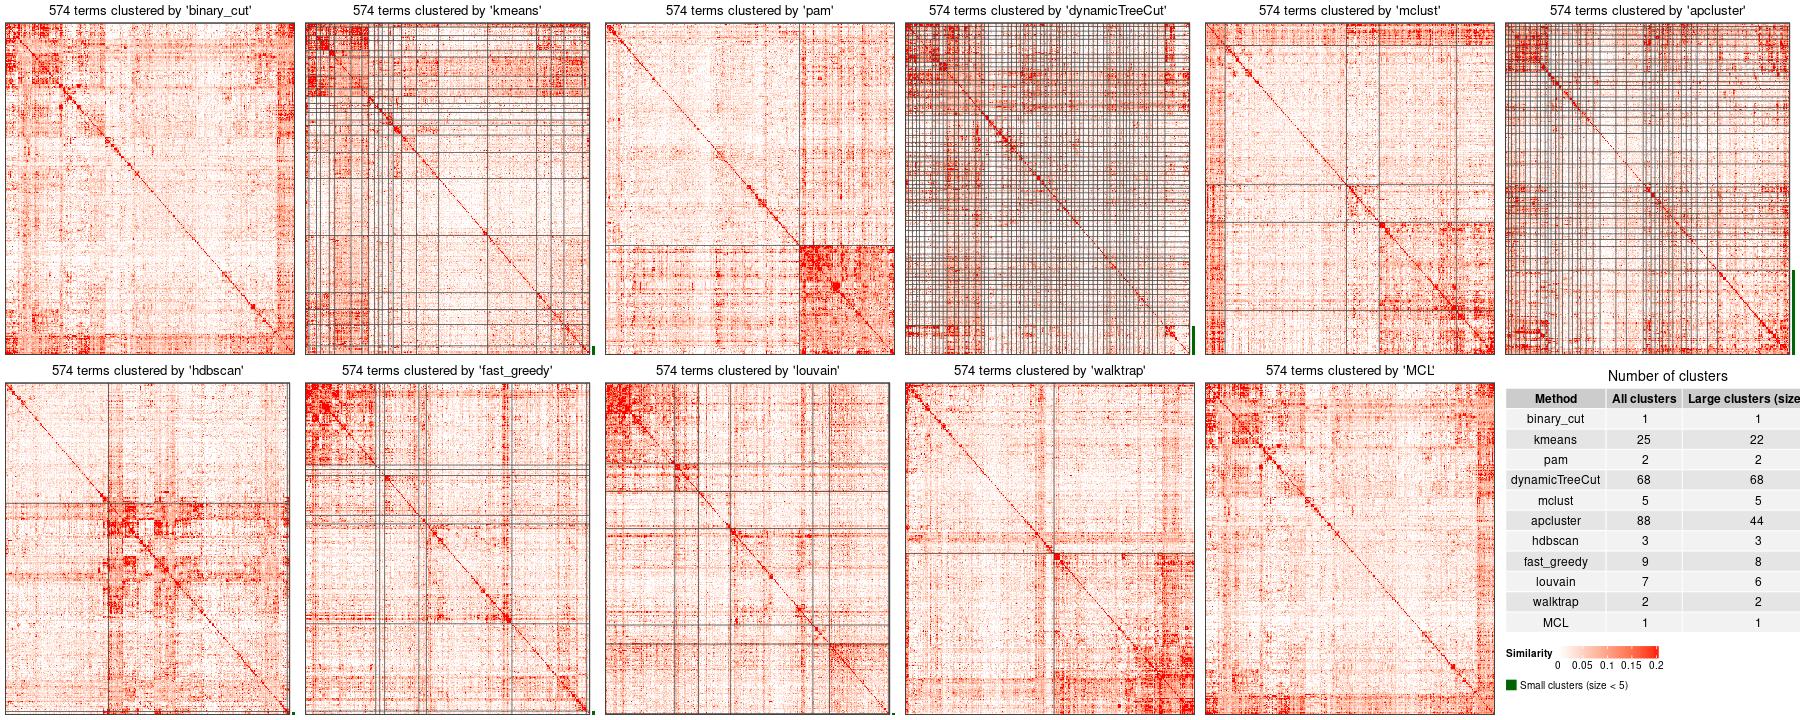 574 terms clustered by 'binary_cut'
574 terms clustered by 'kmeans'
574 terms clustered by 'pam'
574 terms clustered by 'dynamicTreeCut'
574 terms clustered by 'mclust'
574 terms clustered by 'apcluster'
574 terms clustered by 'hdbscan'
574 terms clustered by 'fast_greedy'
574 terms clustered by 'louvain'
574 terms clustered by 'walktrap'
574 terms clustered by 'MCL'
Number of clusters
Method All clusters Large clusters (size
binary_cut 1 1
kmeans 25 22
pam 2 2
dynamicTreeCut 68 68
mclust 5 5
apcluster 88 44
hdbscan 3 3
fast_greedy 9 8
louvain 7 6
walktrap 2 2
MCL 1 1
Similarity
0 0.05 0.1 0.15 0.2
Small clusters (size < 5)